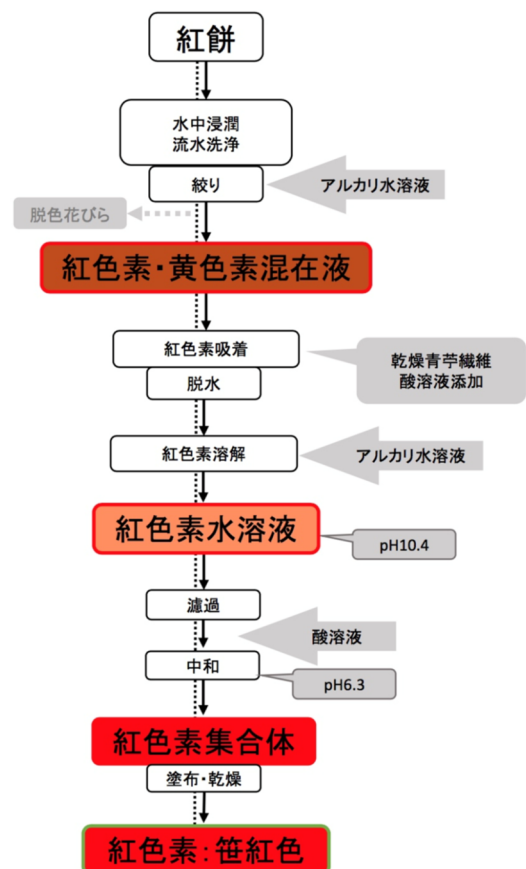 紅餅
水中浸潤
流水洗浄
絞り
アルカリ水溶液
脱色花びら
紅色素・黄色素混在液
紅色素吸着
乾燥青苧繊維
酸溶液添加
脱水
紅色素溶解
アルカリ水溶液
紅色素水溶液
pH10.4
濾過
酸溶液
中和
pH6.3
紅色素集合体
塗布・乾燥
紅色素:笹紅色